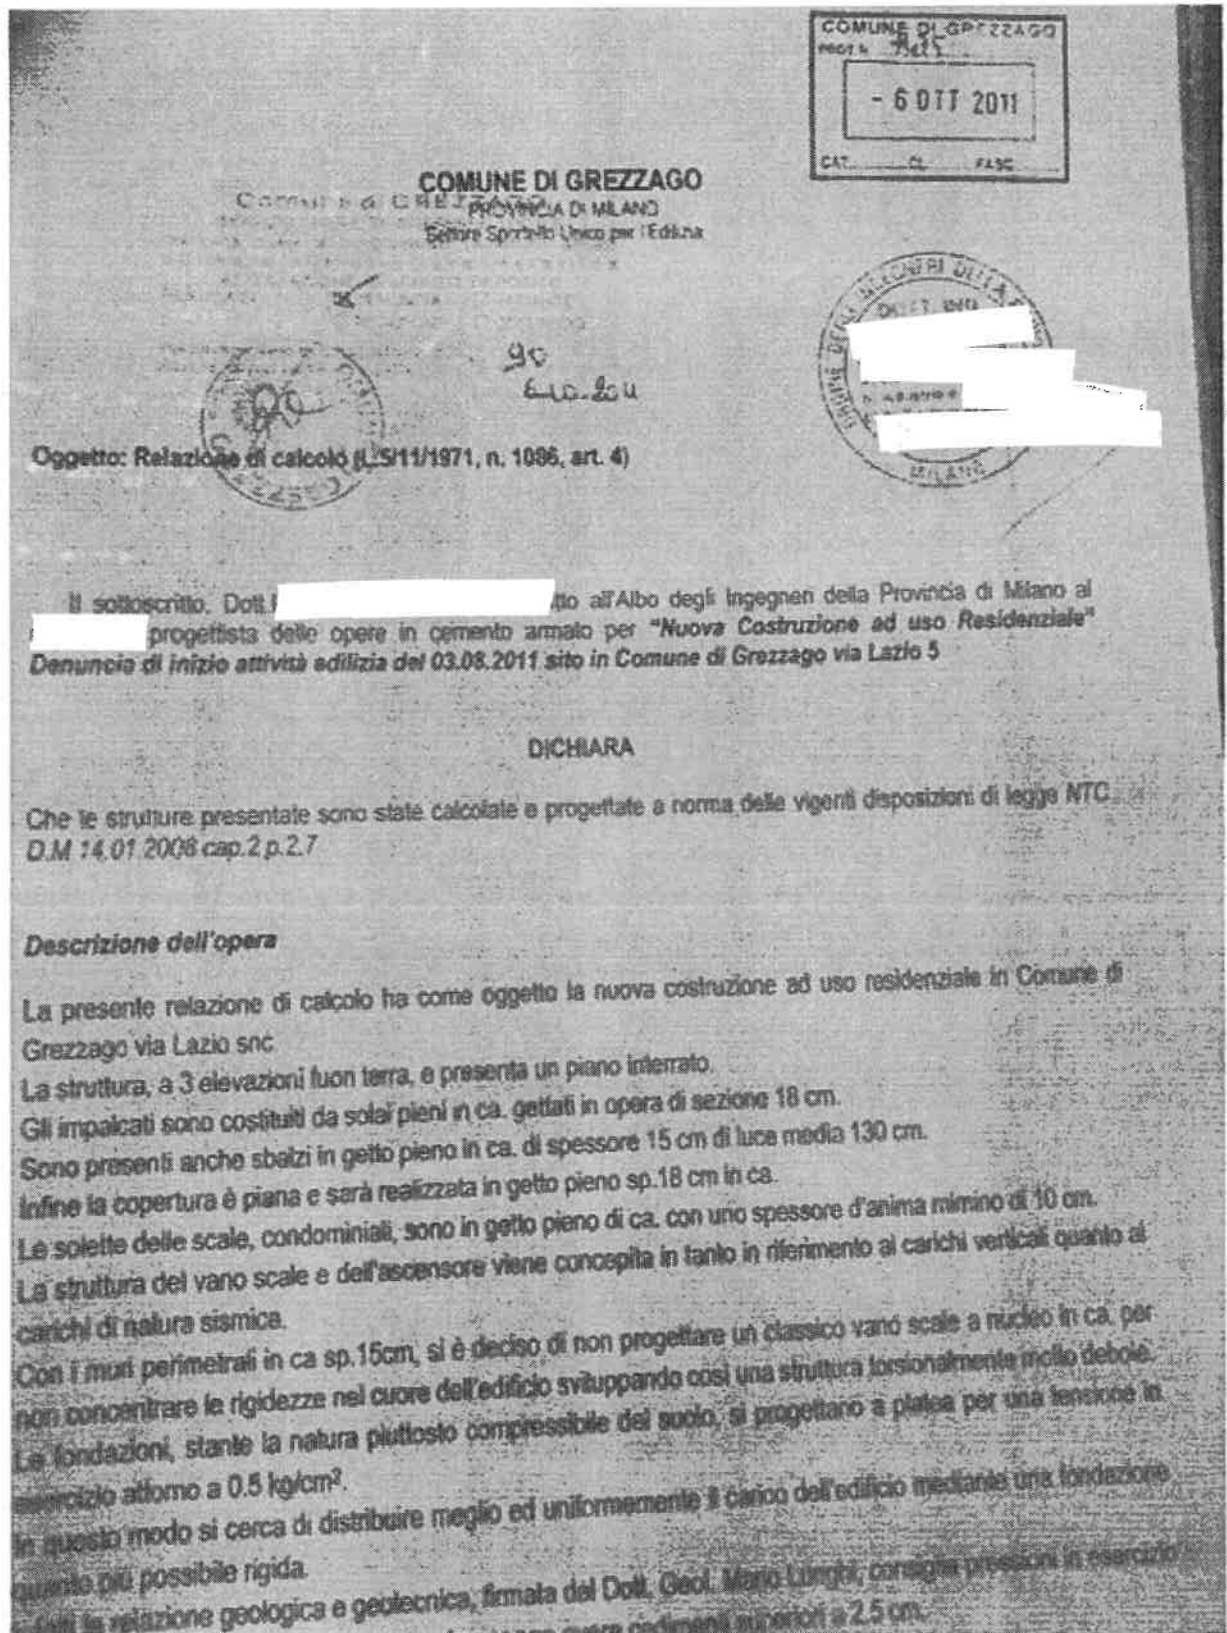 COMUNE DI GREZZAGO
PROT. N.
- 6 OTT 2011
CAT. CL. FASC.
COMUNE DI GREZZAGO
PROVINCIA DI MILANO
Settore Sportello Unico per l'Edilizia
Comune di GREZZAGO
90
6.10.2011
MILANO
Oggetto: Relazione di calcolo (L.5/11/1971, n. 1086, art. 4)
Il sottoscritto, Dott. all'Albo degli Ingegneri della Provincia di Milano al
progettista delle opere in cemento armato per "Nuova Costruzione ad uso Residenziale"
Denuncia di inizio attività edilizia del 03.08.2011 sito in Comune di Grezzago via Lazio 5
DICHIARA
Che le strutture presentate sono state calcolate e progettate a norma delle vigenti disposizioni di legge NTC
D.M 14.01 2008 cap.2 p.2.7
Descrizione dell'opera
La presente relazione di calcolo ha come oggetto la nuova costruzione ad uso residenziale in Comune di
Grezzago via Lazio snc
La struttura, a 3 elevazioni fuori terra, e presenta un piano interrato.
Gli impalcati sono costituiti da solai pieni in ca. gettati in opera di sezione 18 cm.
Sono presenti anche sbalzi in getto pieno in ca. di spessore 15 cm di luce media 130 cm.
Infine la copertura è piana e sarà realizzata in getto pieno sp.18 cm in ca.
Le solette delle scale, condominiali, sono in getto pieno di ca. con uno spessore d'anima mimino di 10 cm.
La struttura del vano scale e dell'ascensore viene concepita in tanto in riferimento ai carichi verticali quanto ai
carichi di natura sismica.
Con i muri perimetrali in ca sp.15cm, si è deciso di non progettare un classico vano scale a nucleo in ca. per
non concentrare le rigidezze nel cuore dell'edificio sviluppando così una struttura torsionalmente molto debole.
Le fondazioni, stante la natura piuttosto compressibile del suolo, si progettano a platea per una tensione in
esercizio attorno a 0.5 kg/cm².
In questo modo si cerca di distribuire meglio ed uniformemente il carico dell'edificio mediante una fondazione
quanto più possibile rigida.
la relazione geologica e geotecnica, firmata dal Dott. Geol. Mario Lunghi, consiglia pressioni in esercizio
avere cedimenti superiori a 2.5 cm.